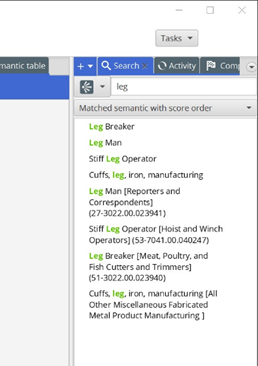 Tasks
mantic table
Search
Activity
leg
Matched semantic with score order
Leg Breaker
Leg Man
Stiff Leg Operator
Cuffs, leg, iron, manufacturing
Leg Man [Reporters and
Correspondents]
(27-3022.00.023941)
Stiff Leg Operator [Hoist and Winch
Operators] (53-7041.00.040247)
Leg Breaker [Meat, Poultry, and
Fish Cutters and Trimmers]
(51-3022.00.023940)
Cuffs, leg, iron, manufacturing [All
Other Miscellaneous Fabricated
Metal Product Manufacturing ]